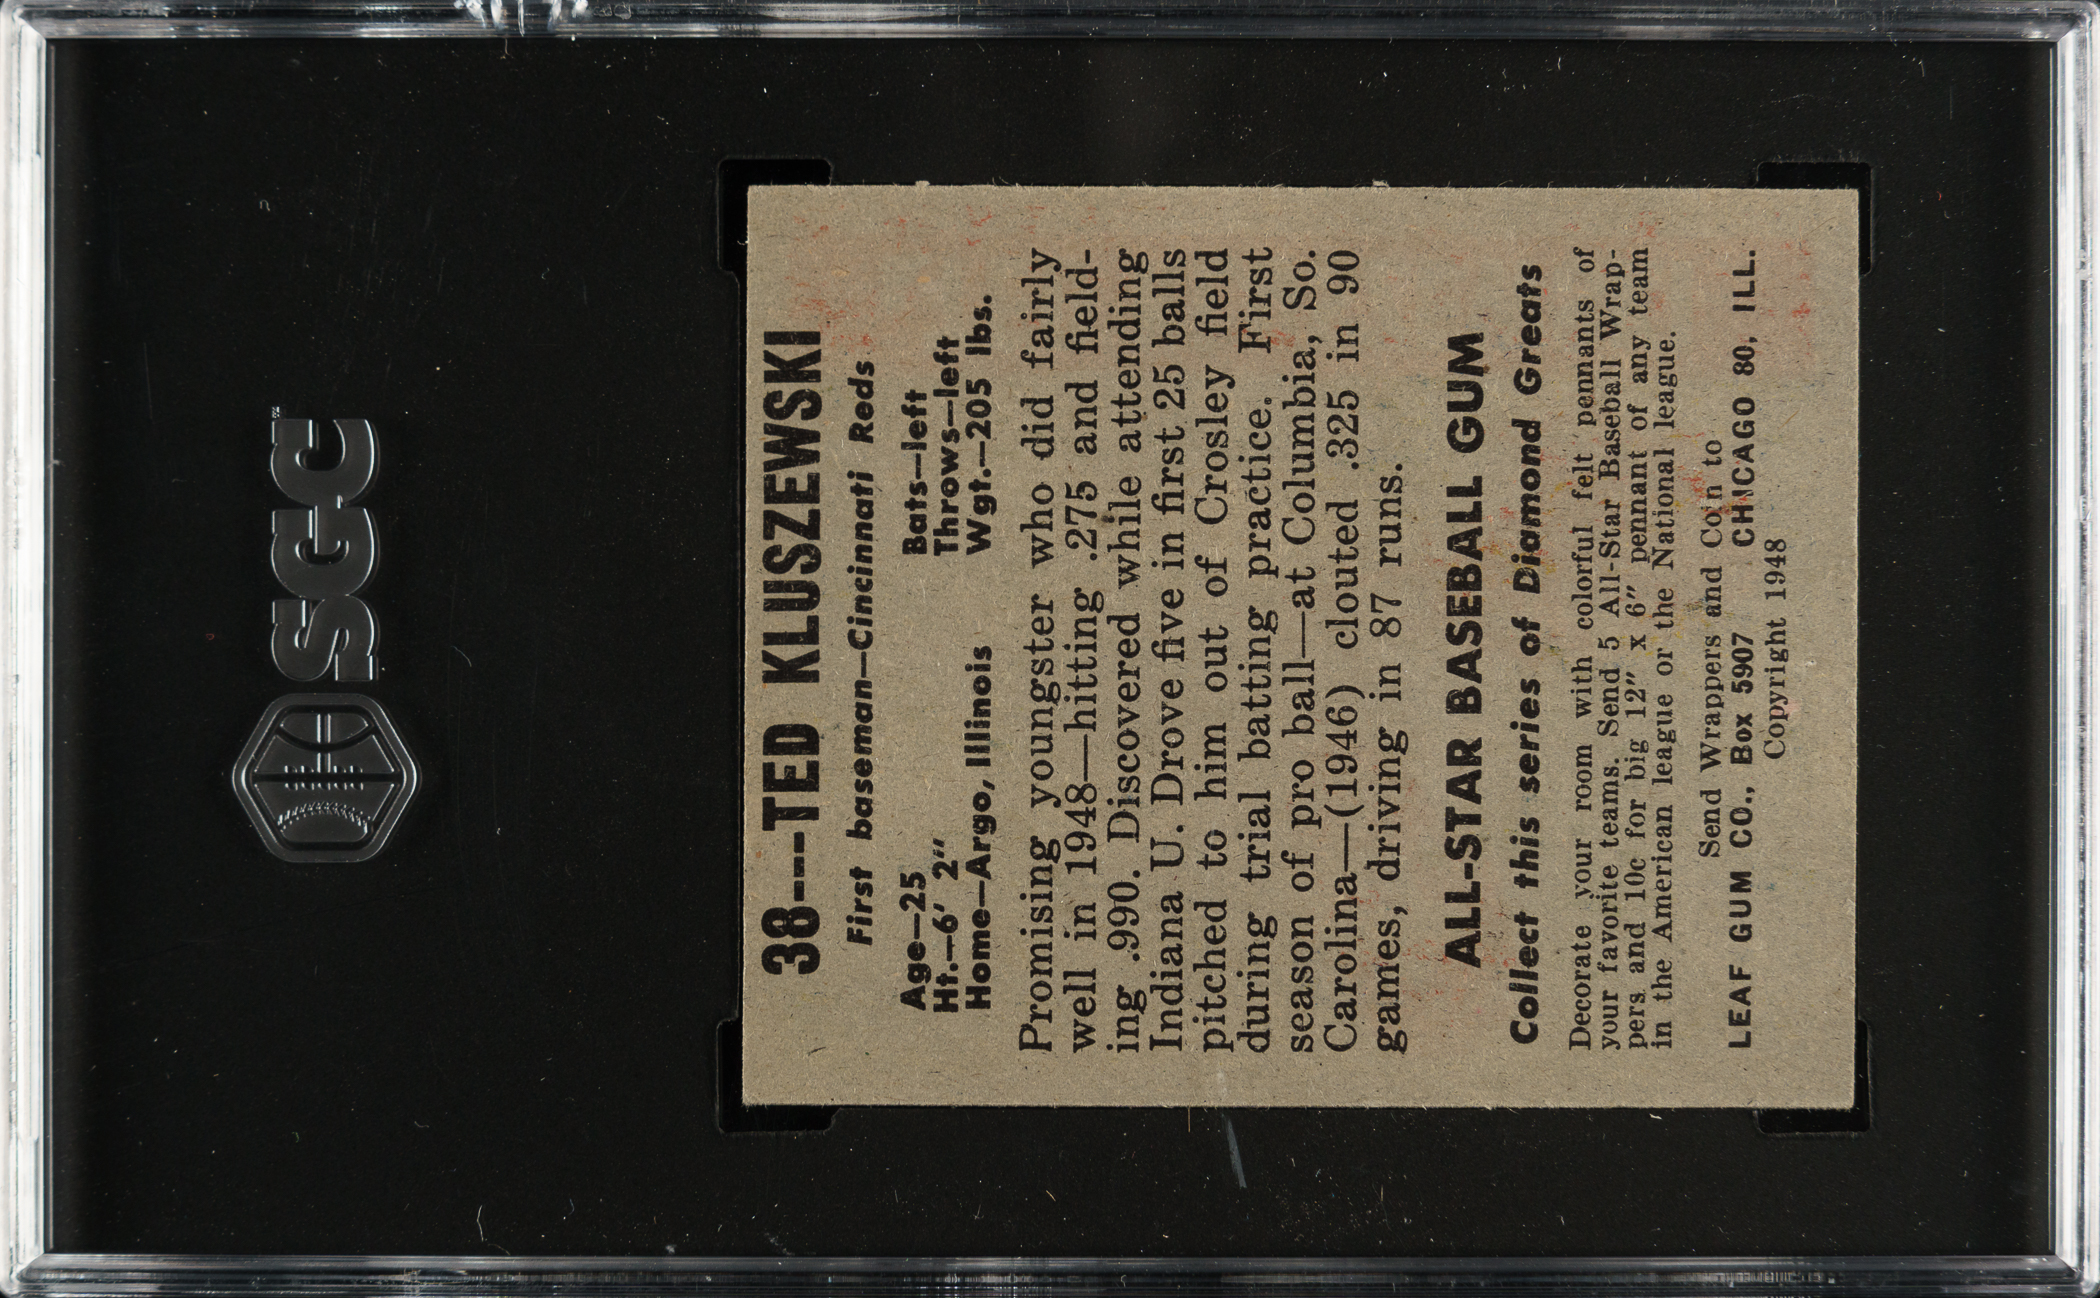 SGC
38---TED KLUSZEWSKI
First baseman—Cincinnati Reds
Age—25 Bats—left
Ht.—6' 2" Throws—left
Home—Argo, Illinois Wgt.—205 lbs.
Promising youngster who did fairly
well in 1948—hitting .275 and field-
ing .990. Discovered while attending
Indiana U. Drove five in first 25 balls
pitched to him out of Crosley field
during trial batting practice. First
season of pro ball—at Columbia, So.
Carolina—(1946) clouted .325 in 90
games, driving in 87 runs.
ALL-STAR BASEBALL GUM
Collect this series of Diamond Greats
Decorate your room with colorful felt pennants of
your favorite teams. Send 5 All-Star Baseball Wrap-
pers and 10c for big 12" x 6" pennant of any team
in the American league or the National league.
Send Wrappers and Coin to
LEAF GUM CO., Box 5907 CHICAGO 80, ILL.
Copyright 1948